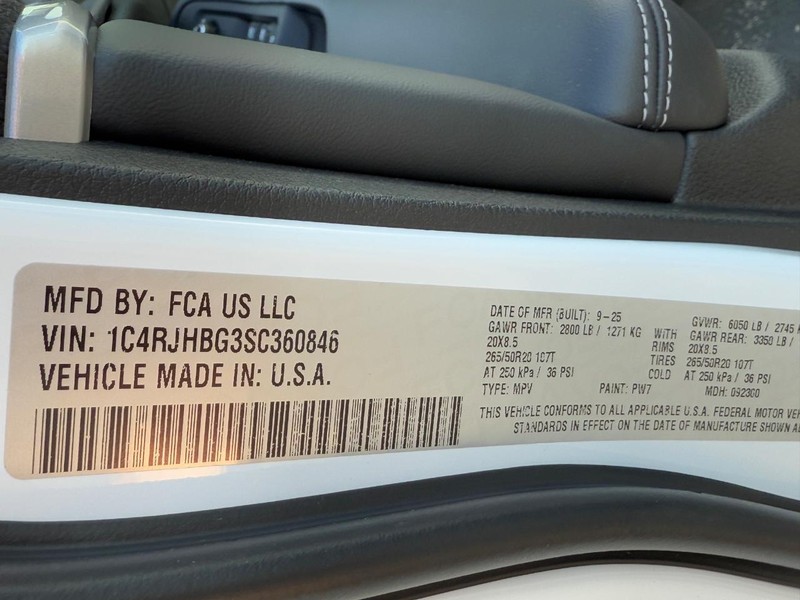 MFD BY: FCA US LLC
VIN: 1C4RJHBG3SC360846
VEHICLE MADE IN: U.S.A.
DATE OF MFR (BUILT): 9-25
GVWR: 6050 LB / 2745
GAWR FRONT: 2800 LB / 1271 KG WITH GAWR REAR: 3350 LB /
20X8.5 RIMS 20X8.5
265/50R20 107T TIRES 265/50R20 107T
AT 250 kPa / 36 PSI COLD AT 250 kPa / 36 PSI
TYPE: MPV PAINT: PW7 MDH: 092300
THIS VEHICLE CONFORMS TO ALL APPLICABLE U.S.A. FEDERAL MOTOR
STANDARDS IN EFFECT ON THE DATE OF MANUFACTURE SHOWN